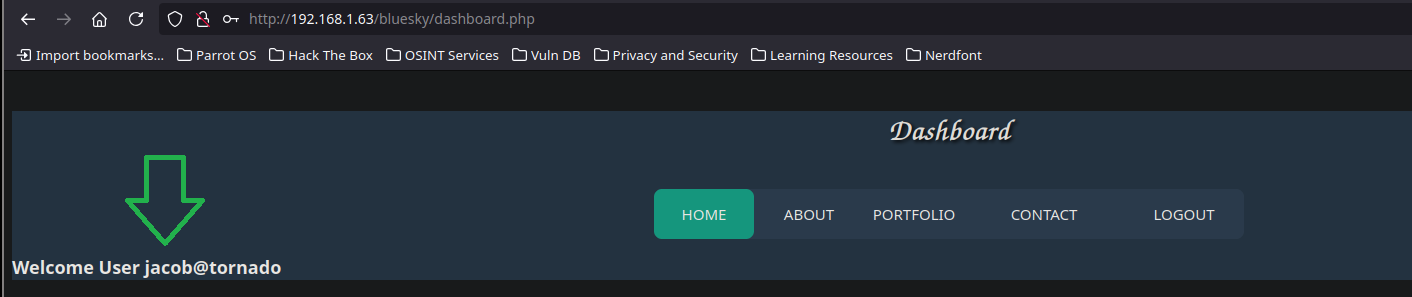 http://192.168.1.63/bluesky/dashboard.php
Import bookmarks... Parrot OS Hack The Box OSINT Services Vuln DB Privacy and Security Learning Resources Nerdfont
Dashboard
HOME ABOUT PORTFOLIO CONTACT LOGOUT
Welcome User jacob@tornado